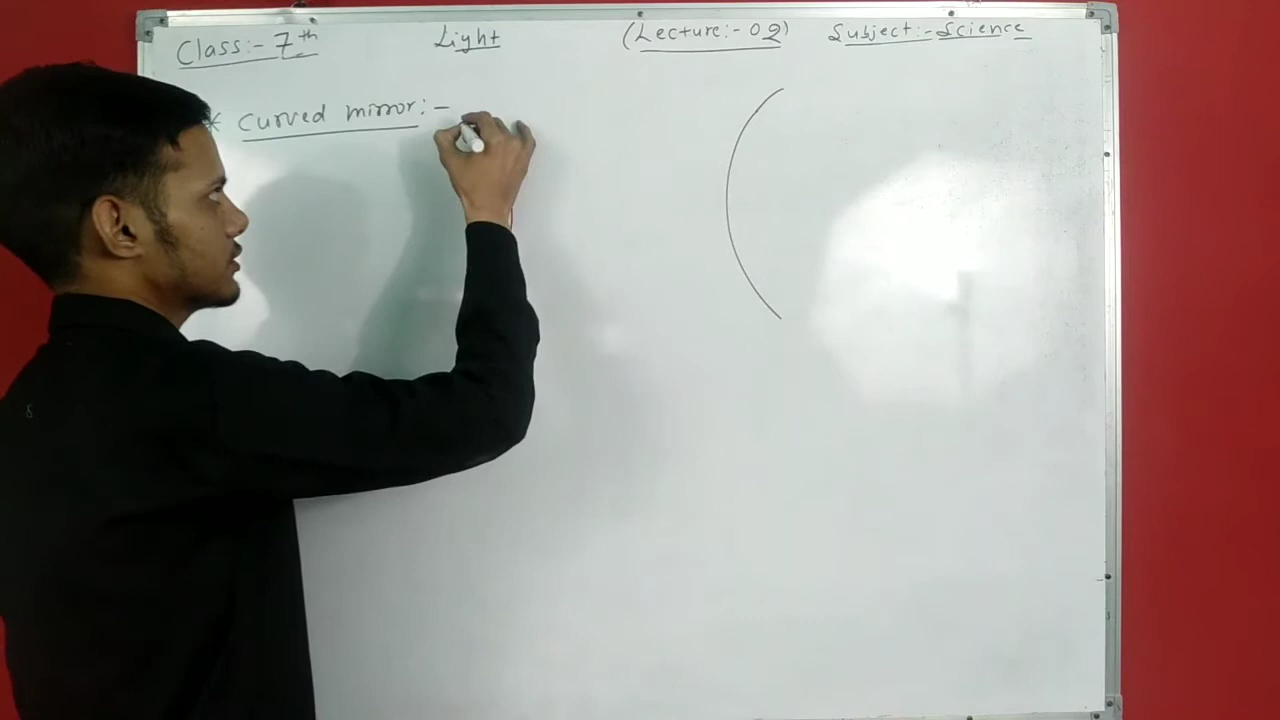 Class:- 7th Light (Lecture:- 02) Subject:- Science
* Curved mirror:-